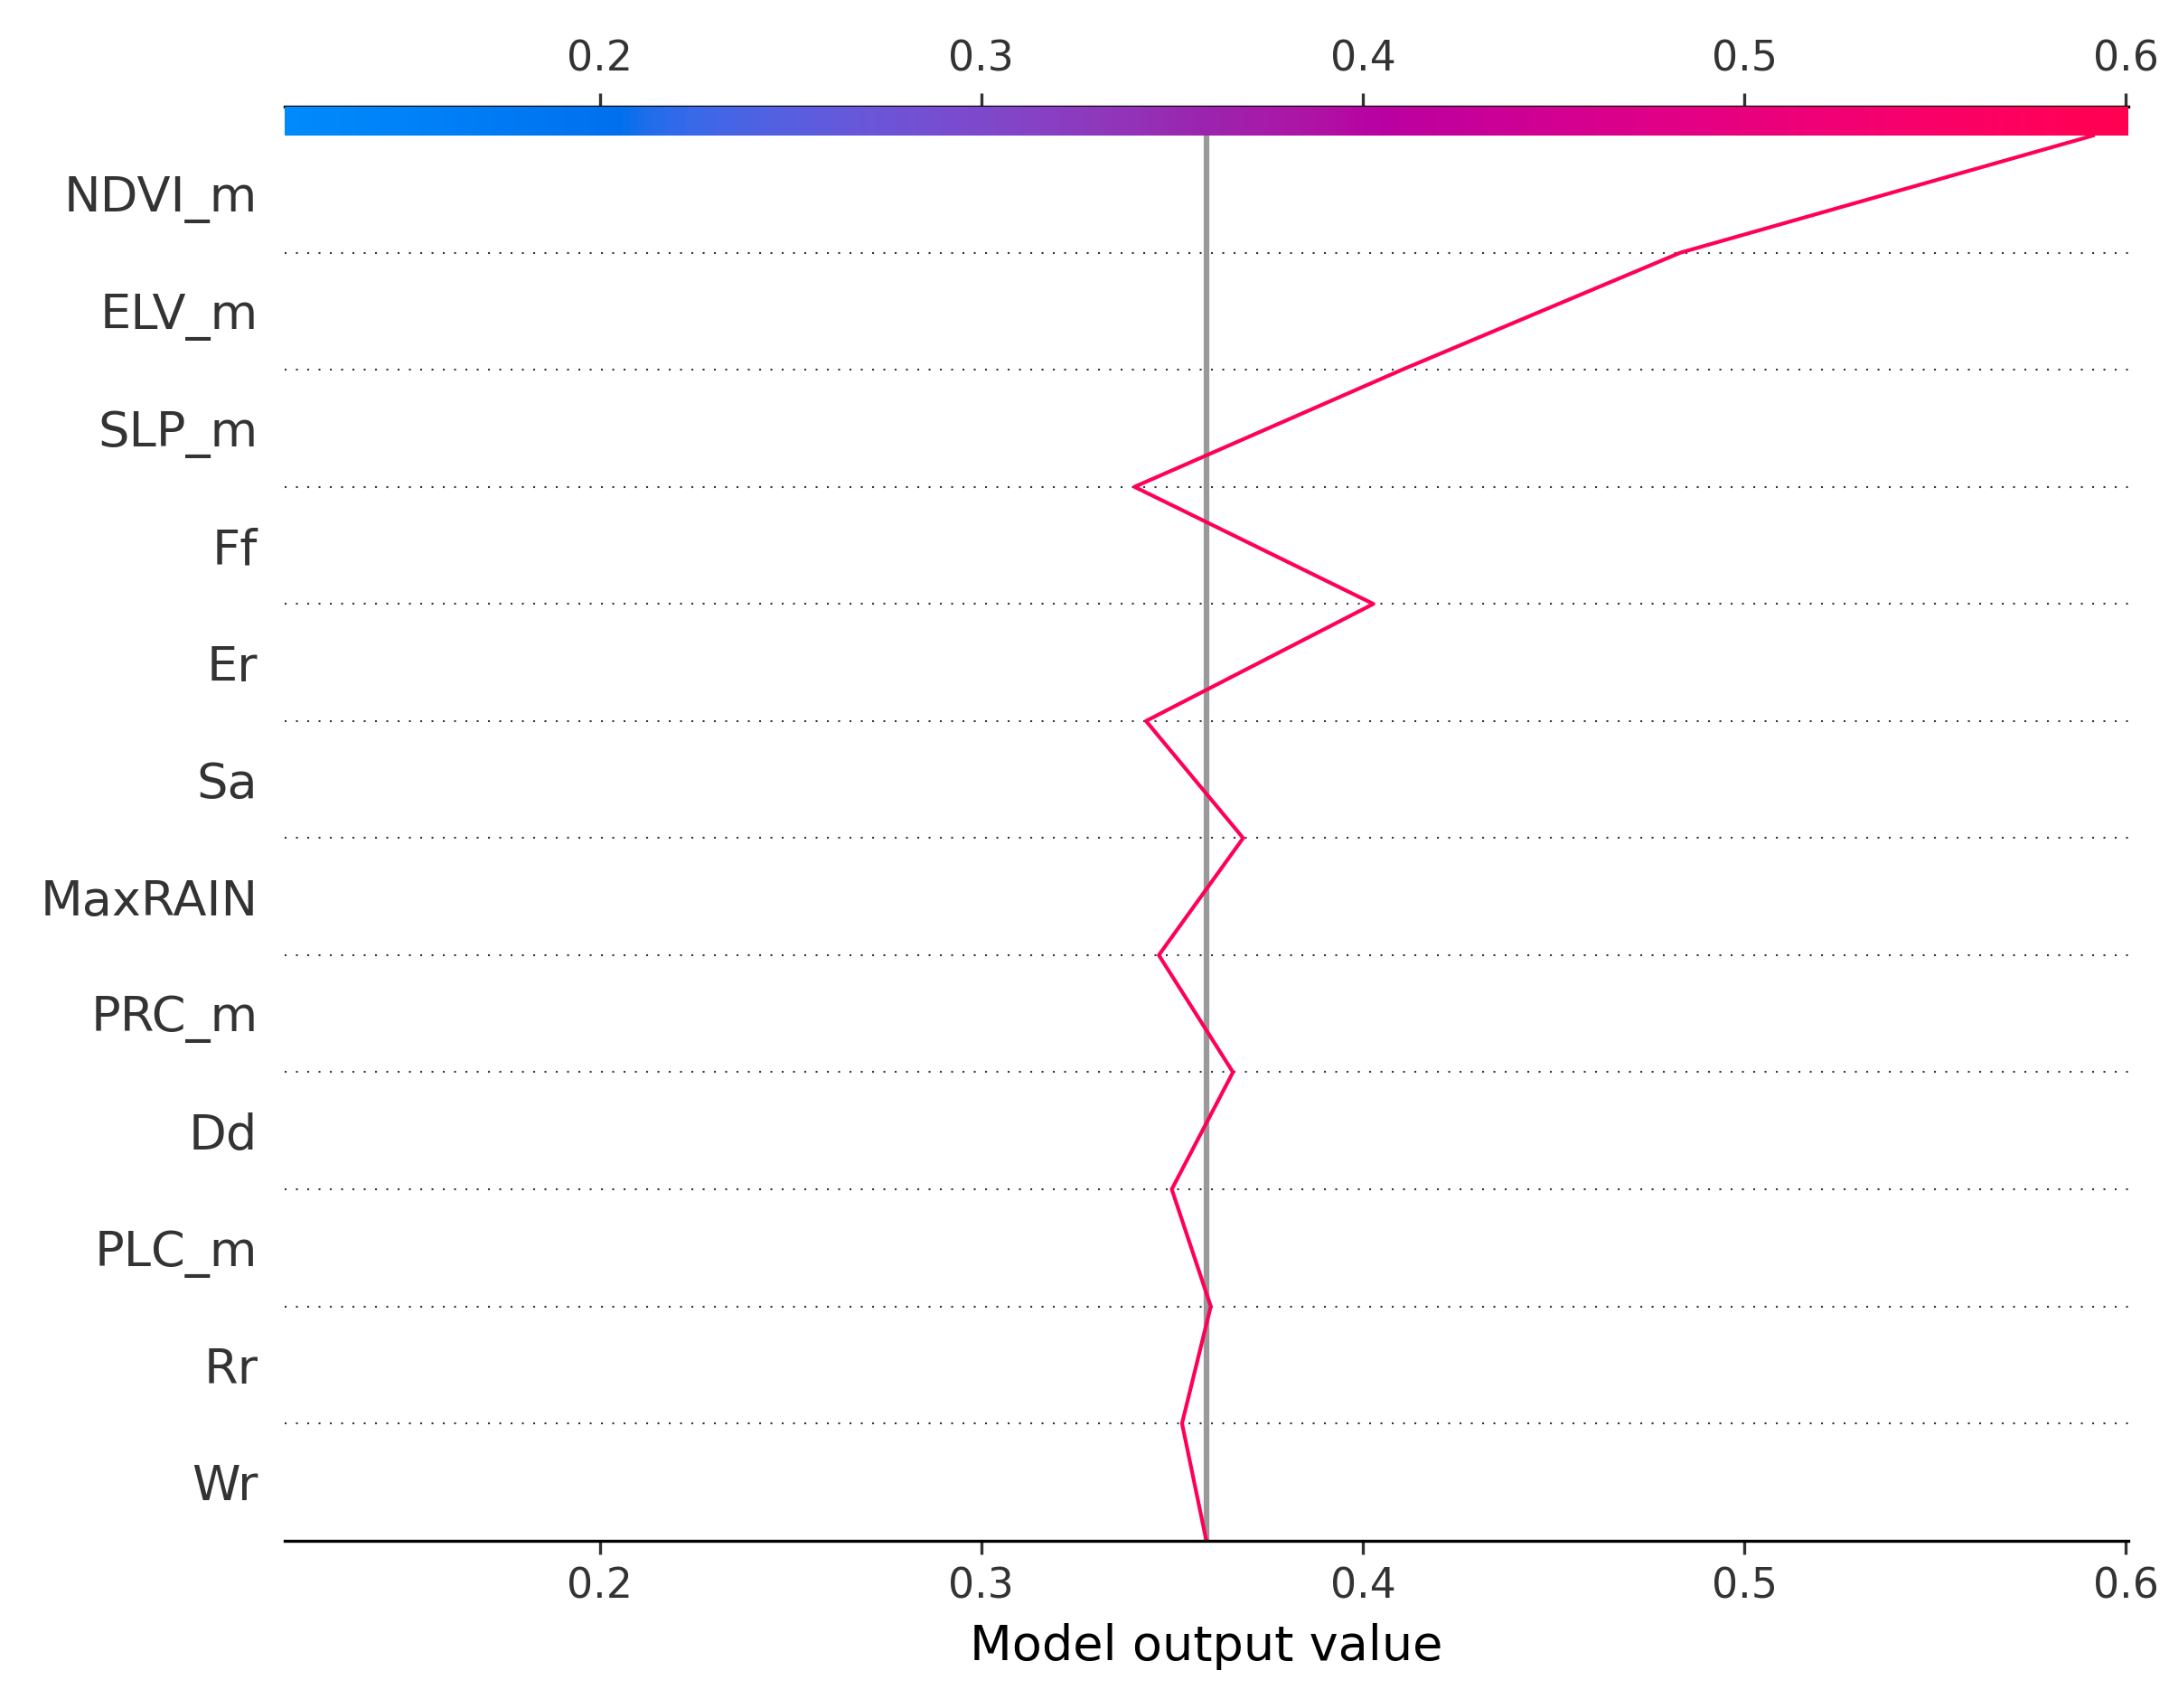 0.2 0.3 0.4 0.5 0.6
NDVI_m
ELV_m
SLP_m
Ff
Er
Sa
MaxRAIN
PRC_m
Dd
PLC_m
Rr
Wr
0.2 0.3 0.4 0.5 0.6
Model output value